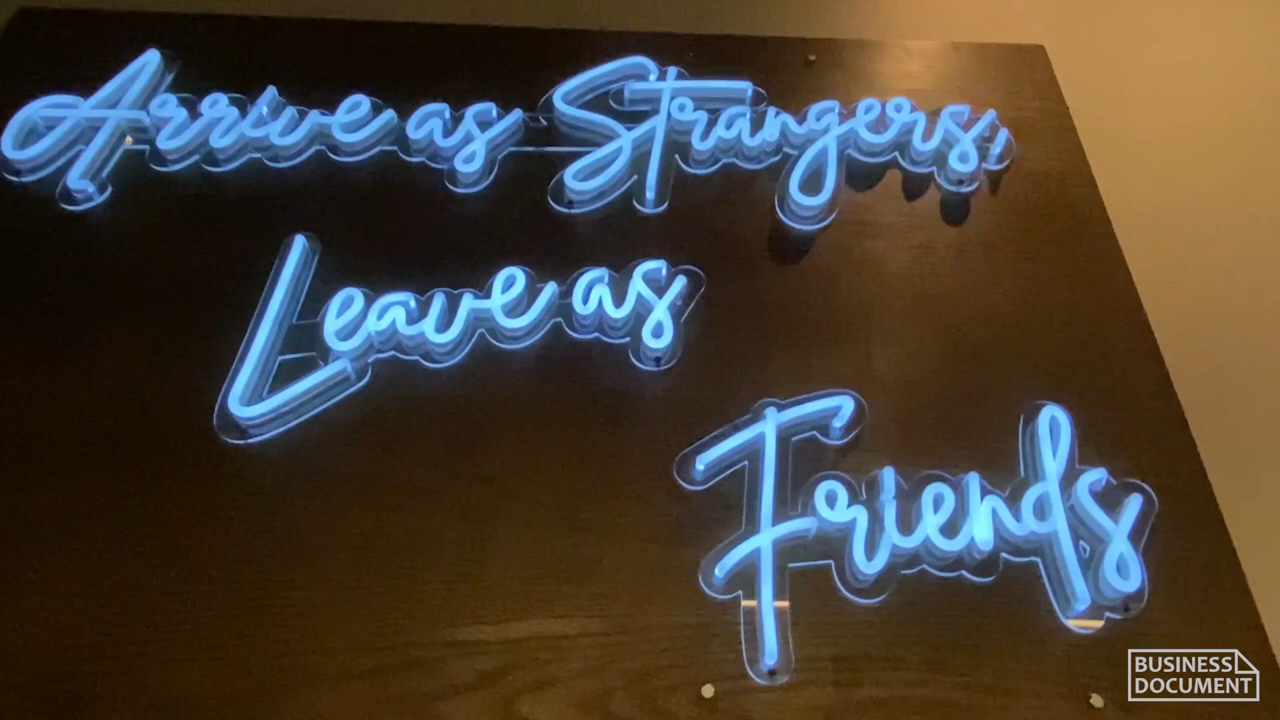 Arrive as Strangers,
Leave as
Friends
BUSINESS
DOCUMENT